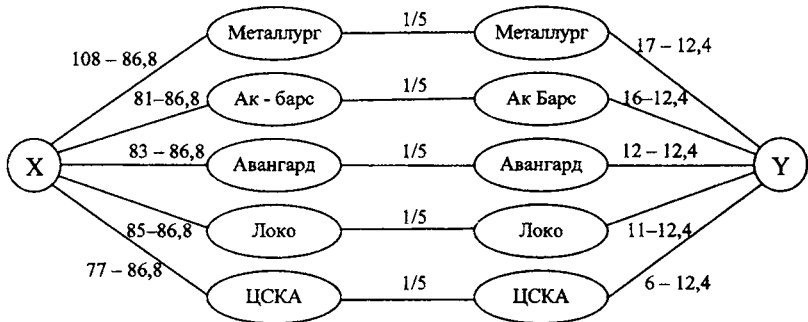 Металлург 1/5 Металлург
108 – 86,8 17 – 12,4
81–86,8 Ак - барс 1/5 Ак Барс 16–12,4
X 83 – 86,8 Авангард 1/5 Авангард 12 – 12,4 Y
85–86,8 Локо 1/5 Локо 11–12,4
77 – 86,8 ЦСКА 1/5 ЦСКА 6 – 12,4